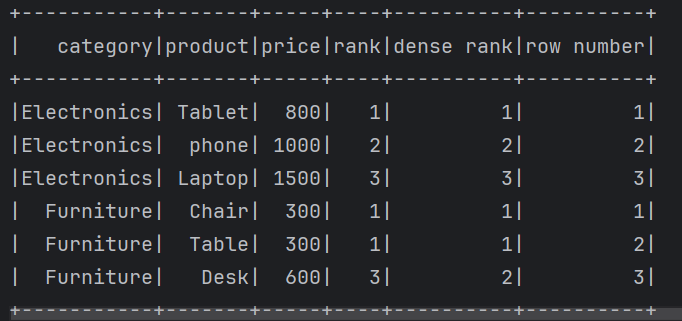 +-----------+-------+-----+----+----------+----------+
|   category|product|price|rank|dense rank|row number|
+-----------+-------+-----+----+----------+----------+
|Electronics| Tablet|  800|   1|         1|         1|
|Electronics|  phone| 1000|   2|         2|         2|
|Electronics| Laptop| 1500|   3|         3|         3|
|  Furniture|  Chair|  300|   1|         1|         1|
|  Furniture|  Table|  300|   1|         1|         2|
|  Furniture|   Desk|  600|   3|         2|         3|
+-----------+-------+-----+----+----------+----------+